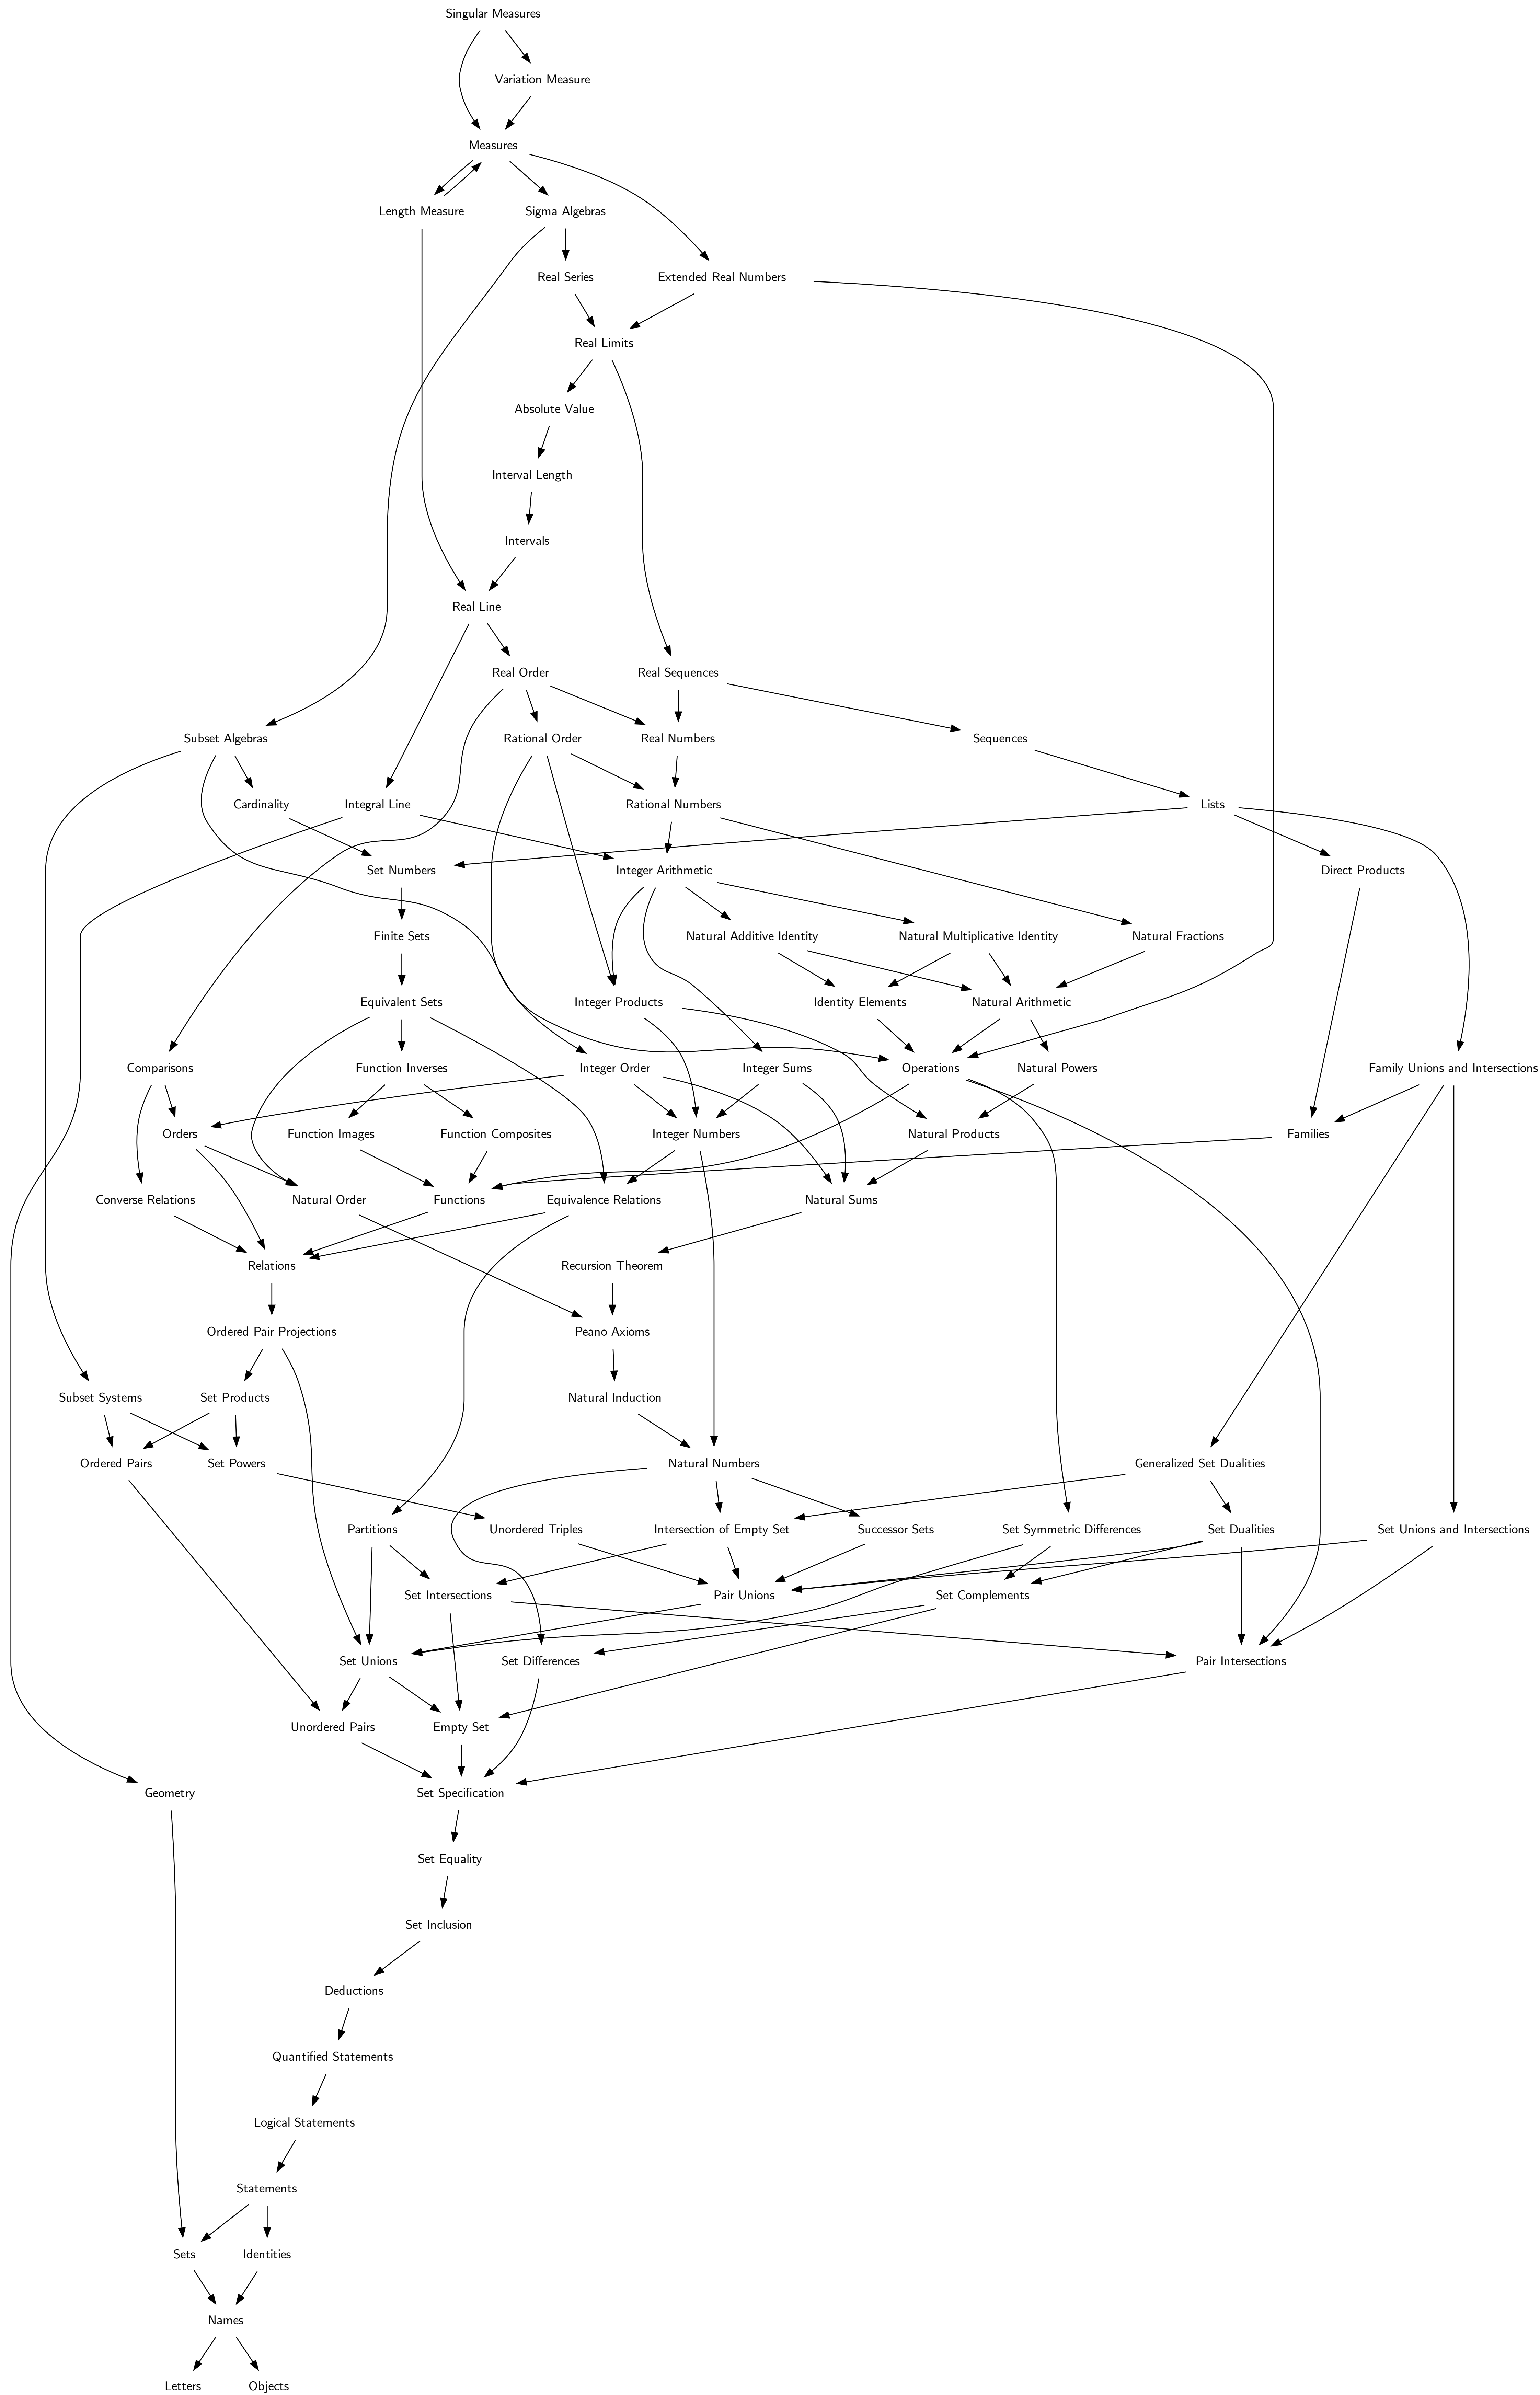 Singular Measures
Variation Measure
Measures
Length Measure
Sigma Algebras
Real Series
Extended Real Numbers
Real Limits
Absolute Value
Interval Length
Intervals
Real Line
Real Order
Real Sequences
Subset Algebras
Rational Order
Real Numbers
Sequences
Cardinality
Integral Line
Rational Numbers
Lists
Set Numbers
Integer Arithmetic
Direct Products
Finite Sets
Natural Additive Identity
Natural Multiplicative Identity
Natural Fractions
Equivalent Sets
Integer Products
Identity Elements
Natural Arithmetic
Comparisons
Function Inverses
Integer Order
Integer Sums
Operations
Natural Powers
Family Unions and Intersections
Orders
Function Images
Function Composites
Integer Numbers
Natural Products
Families
Converse Relations
Natural Order
Functions
Equivalence Relations
Natural Sums
Relations
Recursion Theorem
Ordered Pair Projections
Peano Axioms
Subset Systems
Set Products
Natural Induction
Ordered Pairs
Set Powers
Natural Numbers
Generalized Set Dualities
Partitions
Unordered Triples
Intersection of Empty Set
Successor Sets
Set Symmetric Differences
Set Dualities
Set Unions and Intersections
Set Intersections
Pair Unions
Set Complements
Set Unions
Set Differences
Pair Intersections
Unordered Pairs
Empty Set
Geometry
Set Specification
Set Equality
Set Inclusion
Deductions
Quantified Statements
Logical Statements
Statements
Sets
Identities
Names
Letters
Objects